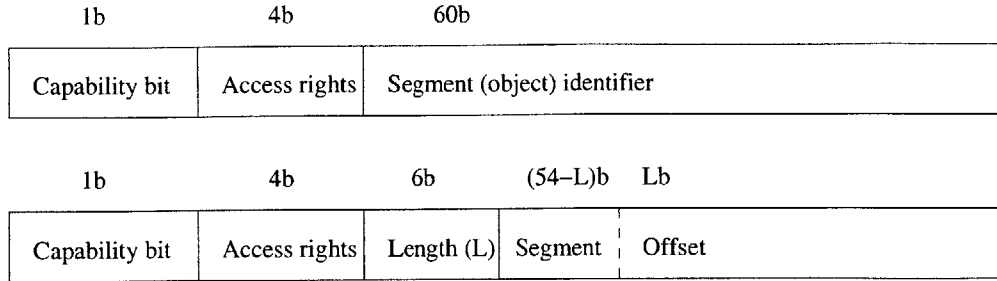 1b 4b 60b
Capability bit Access rights Segment (object) identifier
1b 4b 6b (54–L)b Lb
Capability bit Access rights Length (L) Segment Offset